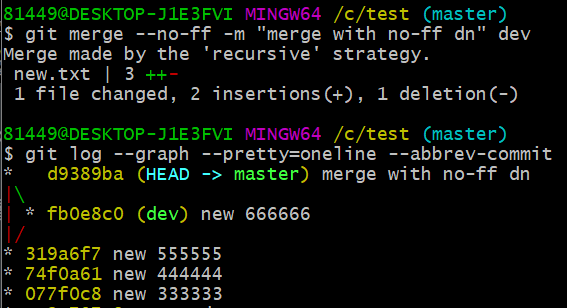 81449@DESKTOP-J1E3FVI MINGW64 /c/test (master)
$ git merge --no-ff -m "merge with no-ff dn" dev
Merge made by the 'recursive' strategy.
new.txt | 3 ++-
1 file changed, 2 insertions(+), 1 deletion(-)
81449@DESKTOP-J1E3FVI MINGW64 /c/test (master)
$ git log --graph --pretty=oneline --abbrev-commit
*   d9389ba (HEAD -> master) merge with no-ff dn
|\
| * fb0e8c0 (dev) new 666666
|/
* 319a6f7 new 555555
* 74f0a61 new 444444
* 077f0c8 new 333333